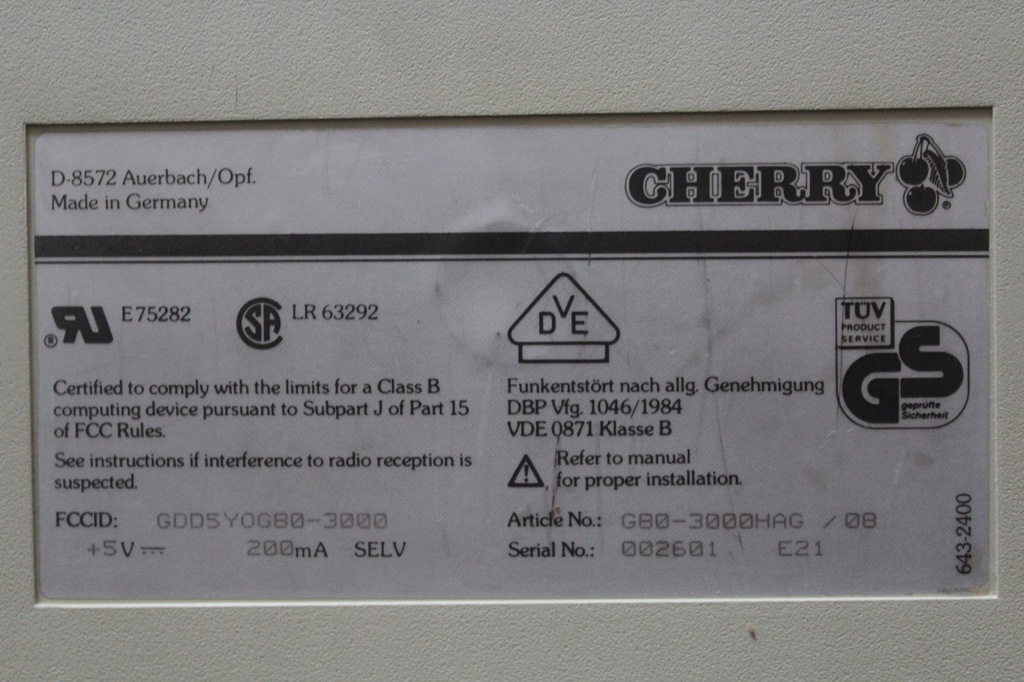 D-8572 Auerbach/Opf.
Made in Germany
CHERRY
®
® RU E 75282
SA LR 63292
VDE
TÜV
PRODUCT
SERVICE
GS
geprüfte
Sicherheit
Certified to comply with the limits for a Class B
computing device pursuant to Subpart J of Part 15
of FCC Rules.
See instructions if interference to radio reception is
suspected.
FCCID: GDD5YOG80-3000
+5V 200mA SELV
Funkentstört nach allg. Genehmigung
DBP Vfg. 1046/1984
VDE 0871 Klasse B
! Refer to manual
for proper installation.
Article No.: G80-3000HAG /08
Serial No.: 002601 E21
643-2400